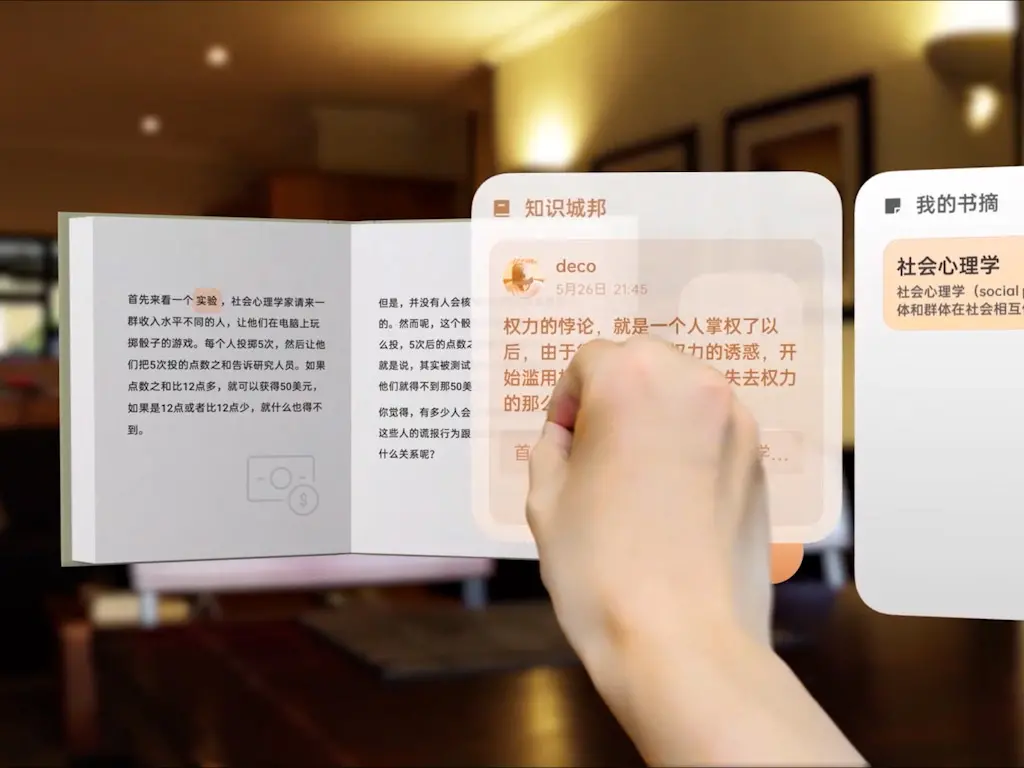 首先来看一个 实验，社会心理学家请来一
群收入水平不同的人，让他们在电脑上玩
掷骰子的游戏。每个人投掷5次，然后让他
们把5次投的点数之和告诉研究人员。如果
点数之和比12点多，就可以获得50美元，
如果是12点或者比12点少，就什么也得不
到。
$
但是，并没有人会核
的。然而呢，这个骰
么投，5次后的点数之
就是说，其实被测试
他们就得不到那50美
你觉得，有多少人会
这些人的谎报行为跟
什么关系呢？
知识城邦
deco
5月26日 21:45
权力的悖论，就是一个人掌权了以
后，由于 权力的诱惑，开
始滥用 失去权力
的那么
首 学...
我的书摘
社会心理学
社会心理学（social
体和群体在社会相互